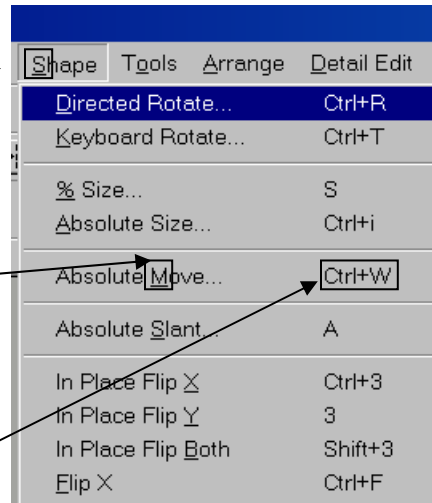 Shape Tools Arrange Detail Edit
Directed Rotate... Ctrl+R
Keyboard Rotate... Ctrl+T
% Size... S
Absolute Size... Ctrl+i
Absolute Move... Ctrl+W
Absolute Slant... A
In Place Flip X Ctrl+3
In Place Flip Y 3
In Place Flip Both Shift+3
Flip X Ctrl+F